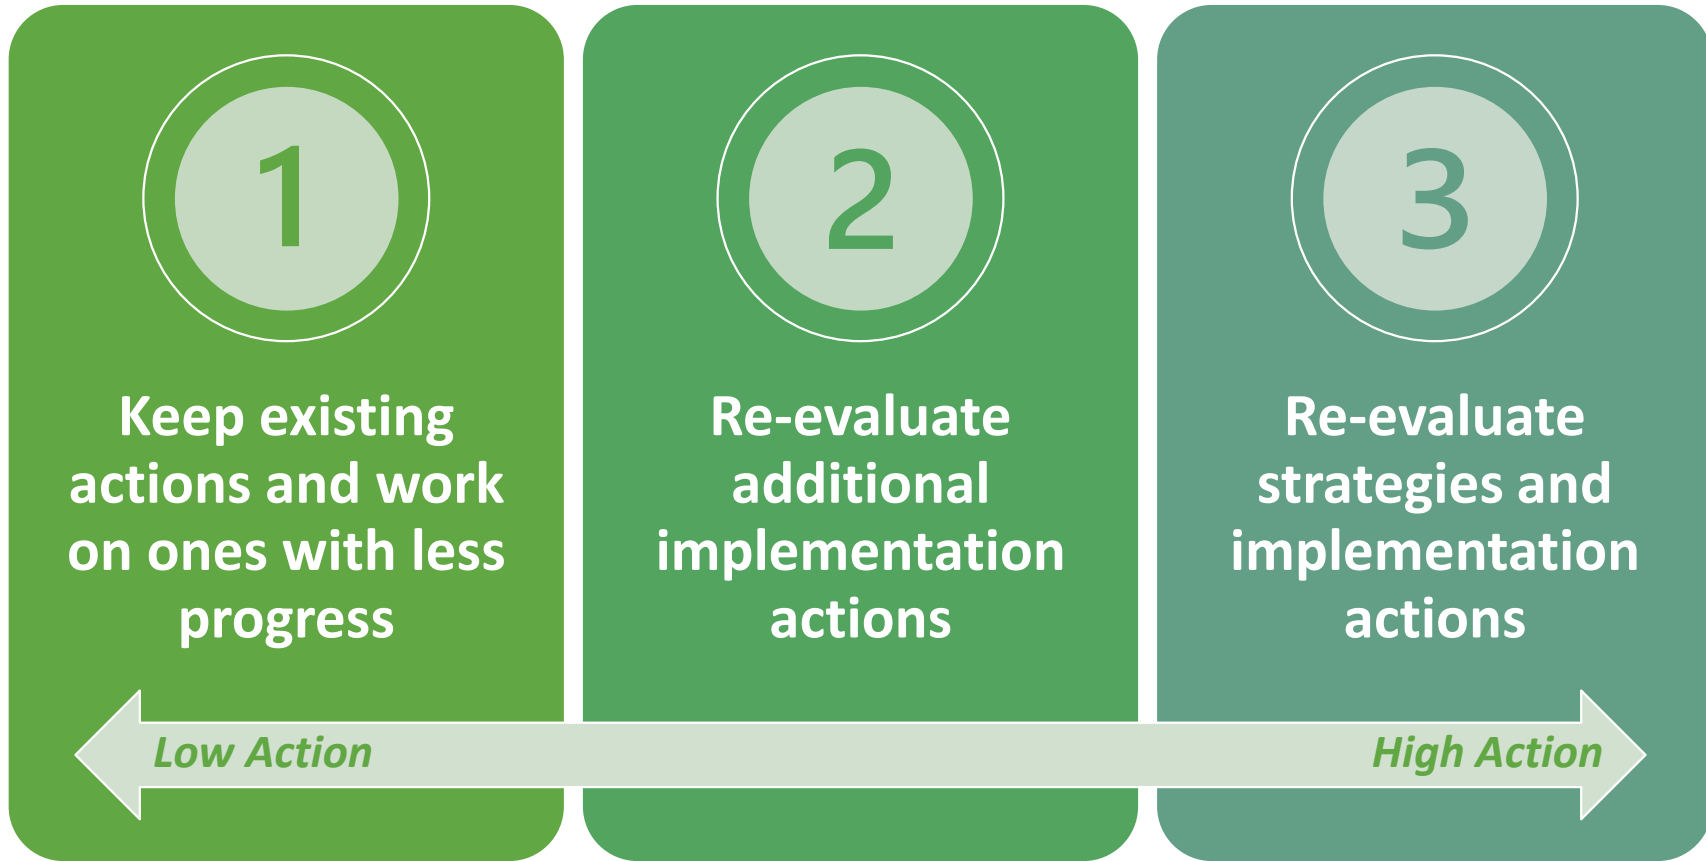 1
Keep existing
actions and work
on ones with less
progress
2
Re-evaluate
additional
implementation
actions
3
Re-evaluate
strategies and
implementation
actions
Low Action
High Action